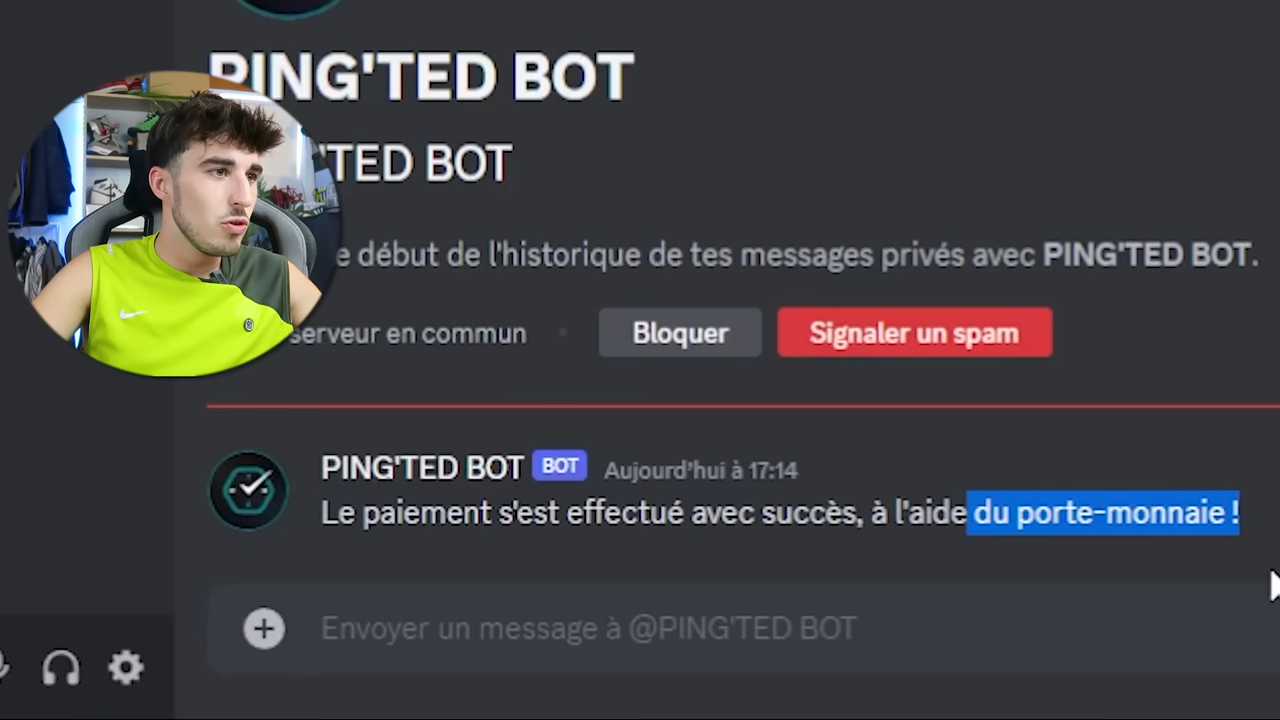 PING'TED BOT
'TED BOT
e début de l'historique de tes messages privés avec PING'TED BOT.
serveur en commun
Bloquer
Signaler un spam
PING'TED BOT BOT Aujourd'hui à 17:14
Le paiement s'est effectué avec succès, à l'aide du porte-monnaie !
Envoyer un message à @PING'TED BOT